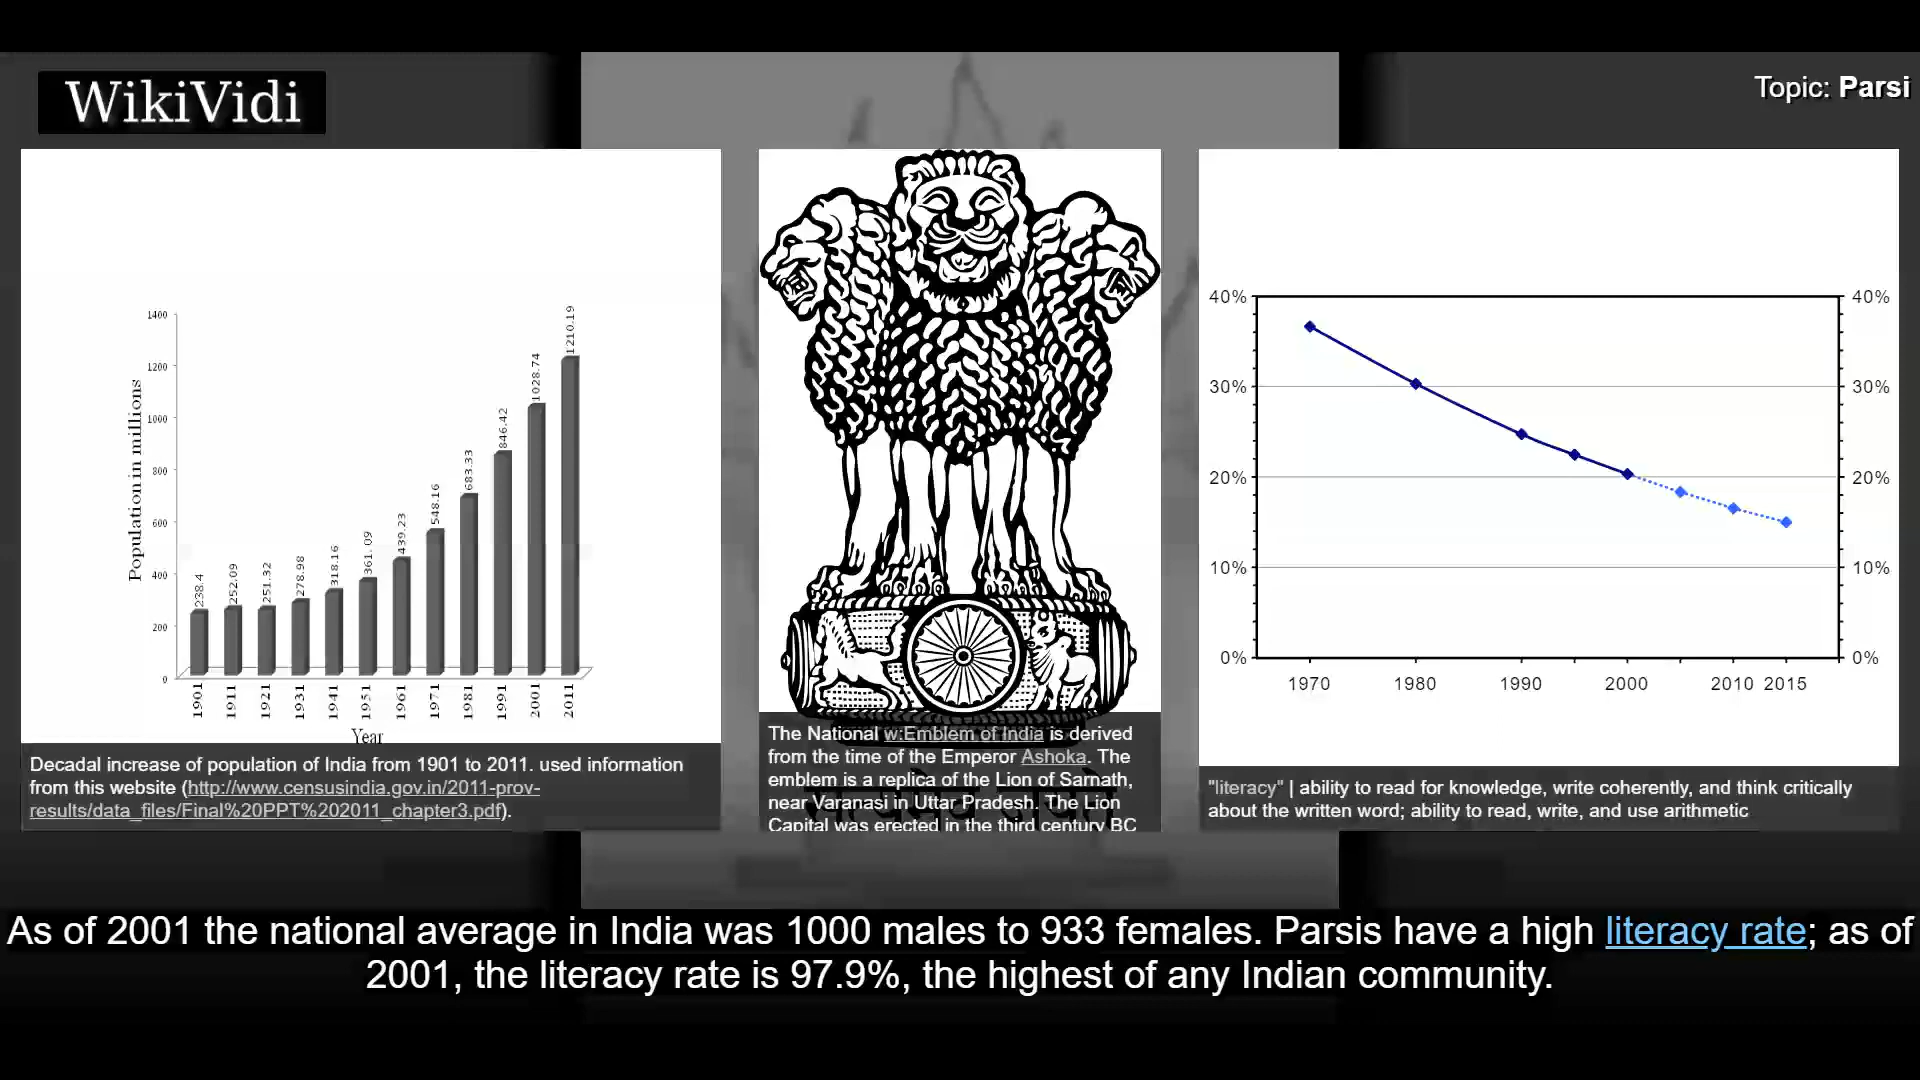 WikiVidi
Topic: Parsi
1400
1200
1000
800
600
400
200
0
Population in millions
238.4
252.09
251.32
278.98
318.16
361.09
439.23
548.16
683.33
846.42
1028.74
1210.19
1901
1911
1921
1931
1941
1951
1961
1971
1981
1991
2001
2011
Year
Decadal increase of population of India from 1901 to 2011. used information
from this website (http://www.censusindia.gov.in/2011-prov-
results/data_files/Final%20PPT%202011_chapter3.pdf).
The National w:Emblem of India is derived
from the time of the Emperor Ashoka. The
emblem is a replica of the Lion of Sarnath,
near Varanasi in Uttar Pradesh. The Lion
Capital was erected in the third century BC
सत्यमेव जयते
40% 40%
30% 30%
20% 20%
10% 10%
0% 0%
1970 1980 1990 2000 2010 2015
"literacy" | ability to read for knowledge, write coherently, and think critically
about the written word; ability to read, write, and use arithmetic
As of 2001 the national average in India was 1000 males to 933 females. Parsis have a high literacy rate; as of
2001, the literacy rate is 97.9%, the highest of any Indian community.